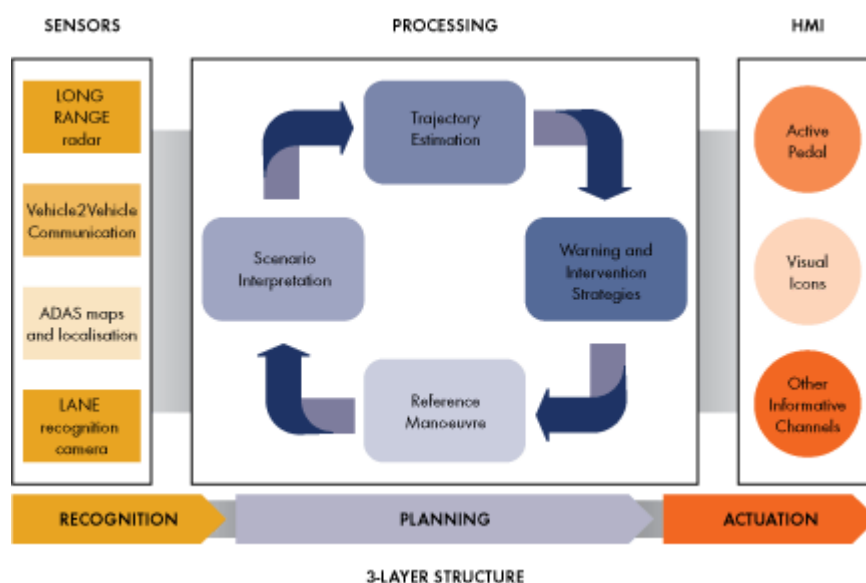 SENSORS
PROCESSING
HMI
LONG
RANGE
radar
Vehicle2Vehicle
Communication
ADAS maps
and localisation
LANE
recognition
camera
Trajectory
Estimation
Scenario
Interpretation
Warning and
Intervention
Strategies
Reference
Manoeuvre
Active
Pedal
Visual
Icons
Other
Informative
Channels
RECOGNITION
PLANNING
ACTUATION
3-LAYER STRUCTURE